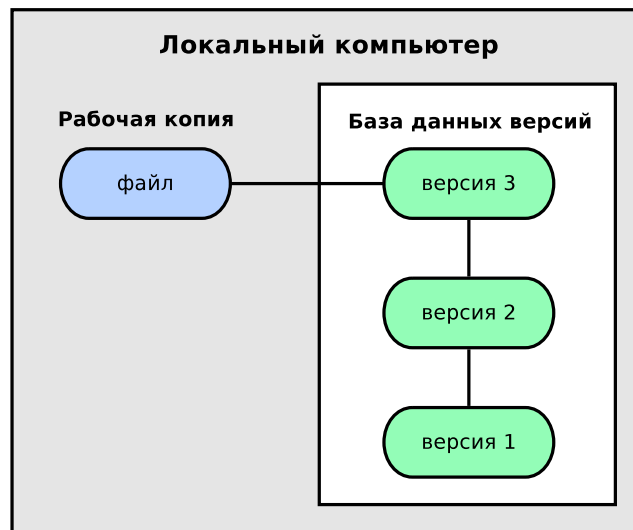 Локальный компьютер
Рабочая копия
База данных версий
файл
версия 3
версия 2
версия 1